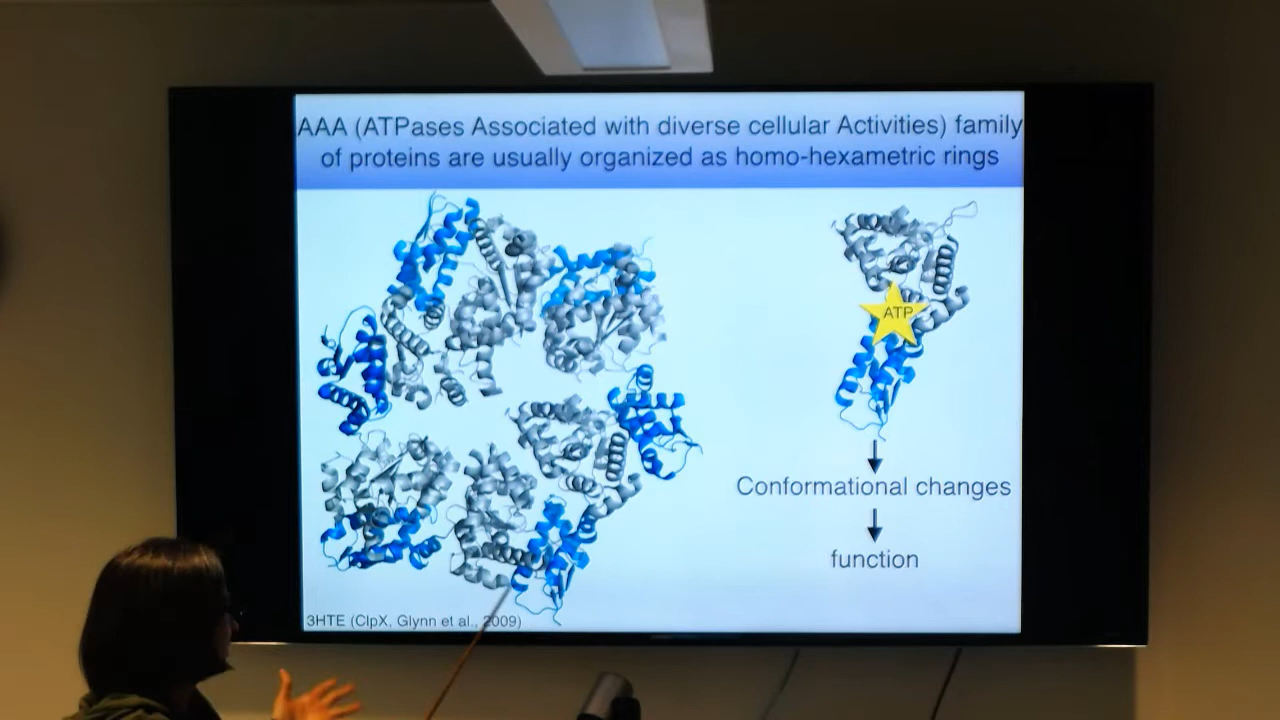 AAA (ATPases Associated with diverse cellular Activities) family
of proteins are usually organized as homo-hexametric rings
ATP
Conformational changes
function
3HTE (ClpX, Glynn et al., 2009)